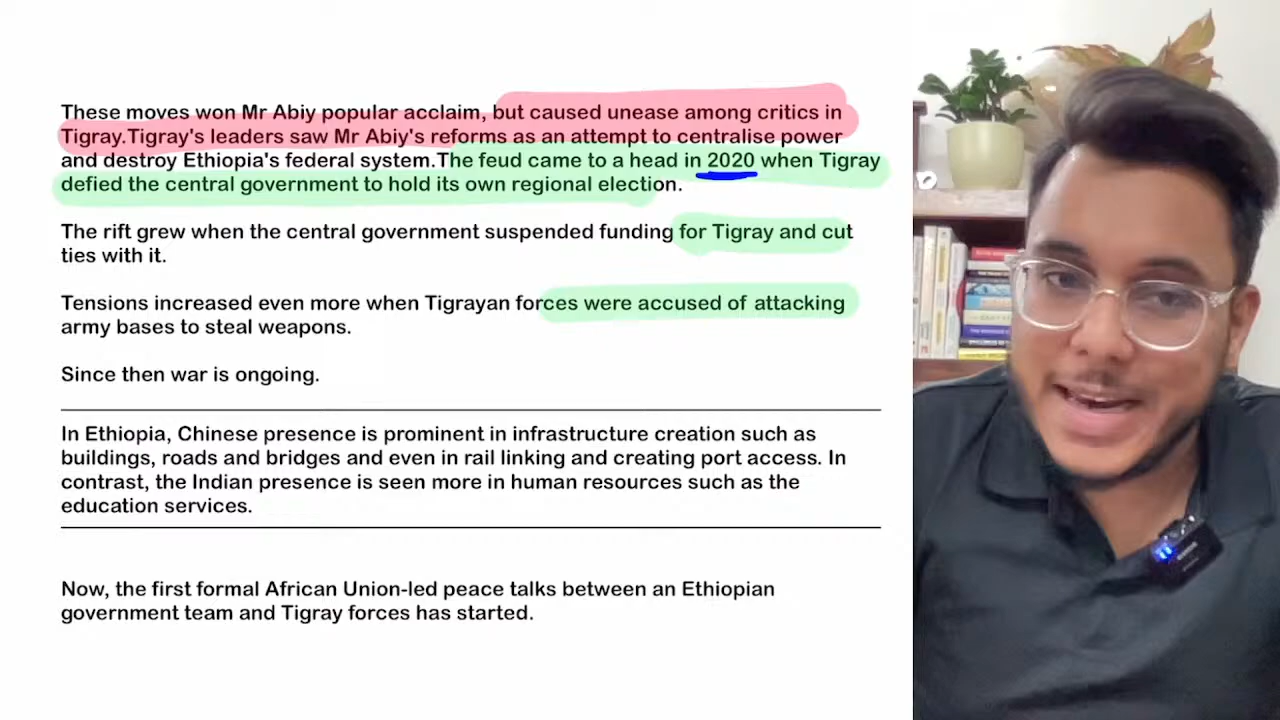 These moves won Mr Abiy popular acclaim, but caused unease among critics in
Tigray.Tigray's leaders saw Mr Abiy's reforms as an attempt to centralise power
and destroy Ethiopia's federal system.The feud came to a head in 2020 when Tigray
defied the central government to hold its own regional election.
The rift grew when the central government suspended funding for Tigray and cut
ties with it.
Tensions increased even more when Tigrayan forces were accused of attacking
army bases to steal weapons.
Since then war is ongoing.
In Ethiopia, Chinese presence is prominent in infrastructure creation such as
buildings, roads and bridges and even in rail linking and creating port access. In
contrast, the Indian presence is seen more in human resources such as the
education services.
Now, the first formal African Union-led peace talks between an Ethiopian
government team and Tigray forces has started.